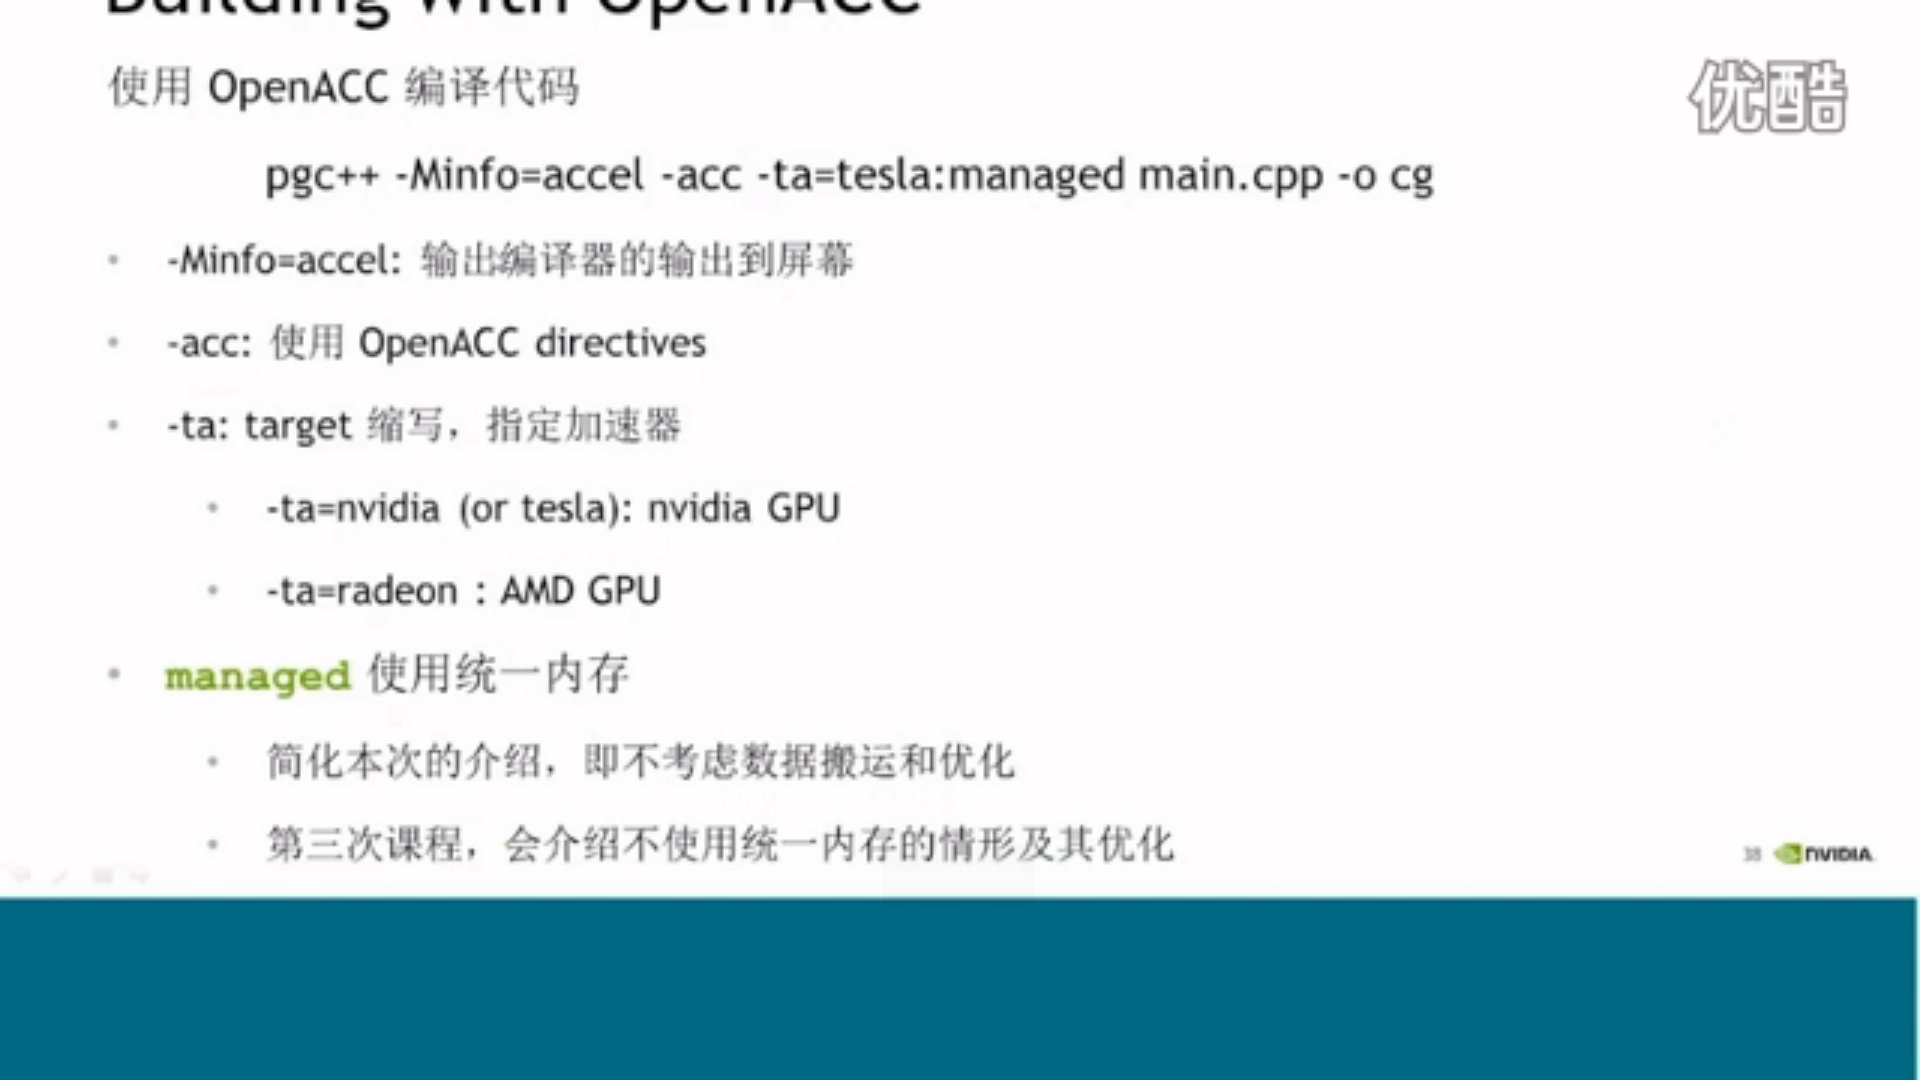 Building with OpenACC
使用 OpenACC 编译代码
优酷
pgc++ -Minfo=accel -acc -ta=tesla:managed main.cpp -o cg
-Minfo=accel: 输出编译器的输出到屏幕
-acc: 使用 OpenACC directives
-ta: target 缩写，指定加速器
-ta=nvidia (or tesla): nvidia GPU
-ta=radeon : AMD GPU
managed 使用统一内存
简化本次的介绍，即不考虑数据搬运和优化
第三次课程，会介绍不使用统一内存的情形及其优化
38 NVIDIA